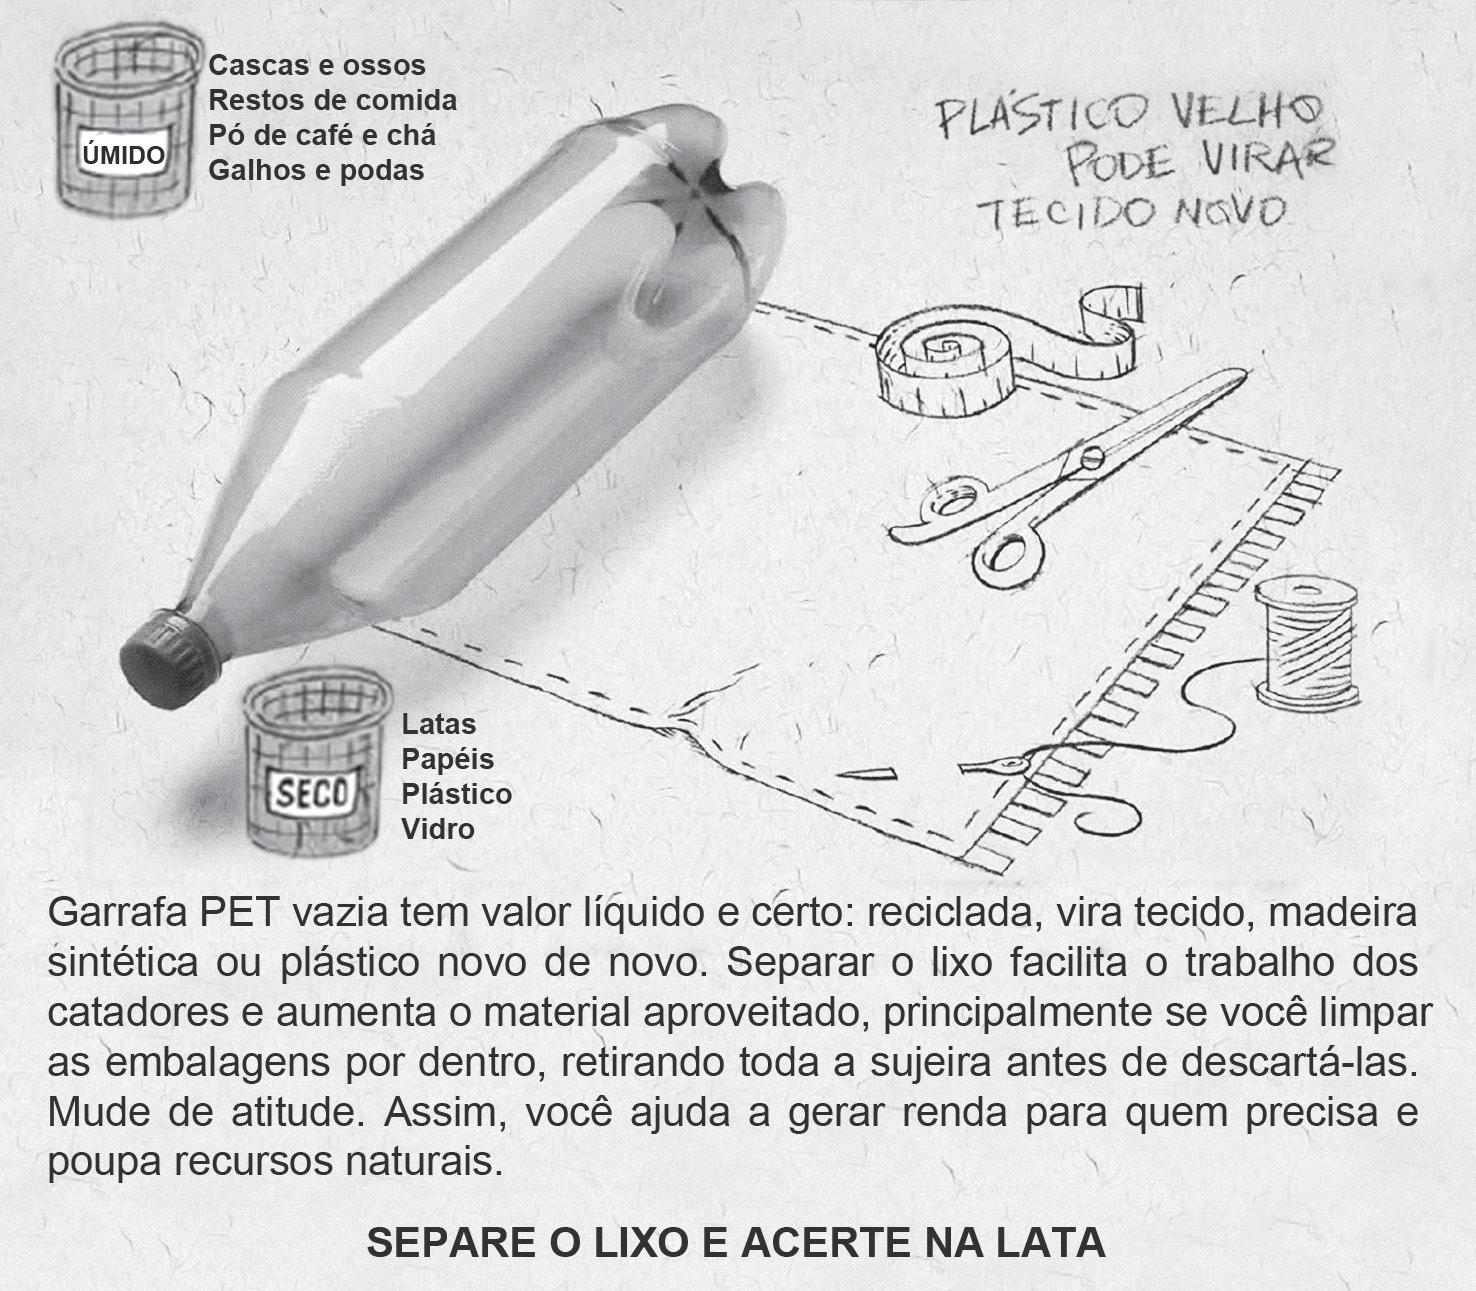 Cascas e ossos
Restos de comida
Pó de café e chá
Galhos e podas
ÚMIDO
PLÁSTICO VELHO
PODE VIRAR
TECIDO NOVO
Latas
Papéis
Plástico
Vidro
SECO
Garrafa PET vazia tem valor líquido e certo: reciclada, vira tecido, madeira
sintética ou plástico novo de novo. Separar o lixo facilita o trabalho dos
catadores e aumenta o material aproveitado, principalmente se você limpar
as embalagens por dentro, retirando toda a sujeira antes de descartá-las.
Mude de atitude. Assim, você ajuda a gerar renda para quem precisa e
poupa recursos naturais.
SEPARE O LIXO E ACERTE NA LATA